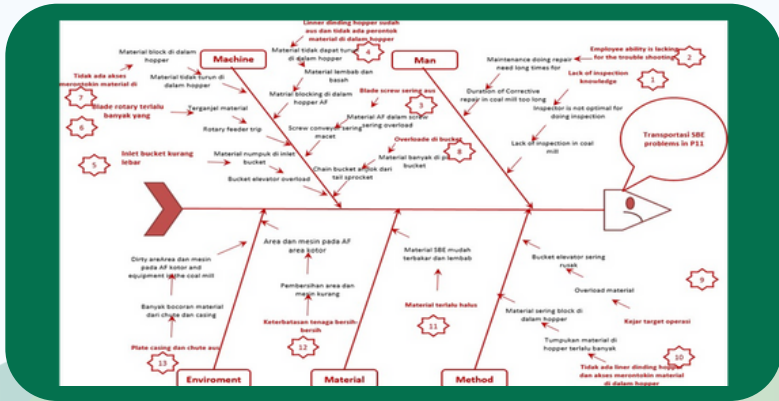 Linner dinding hopper sudah
aus dan tidak ada perontok
material di dalam hopper
4
Machine
Material block di dalam
hopper
Tidak ada akses
merontokin material di
7
Material tidak turun di
dalam hopper
Blade rotary terlalu
banyak yang
6
Terganjal material
Rotary feeder trip
Inlet bucket kurang
lebar
5
Material numpuk di inlet
bucket
Bucket elevator overload
Material tidak dapat turun
di dalam hopper
Material lembab dan
basah
Matrial blocking di dalam
hopper AF
Blade screw sering aus
3
Material AF dalam screw
sering overload
Screw conveyor sering
macet
Overloade di bucket
8
Material banyak di
bucket
Chain bucket anjlok dari
tail sprocket
Man
Maintenance doing repair
need long times for
Employee ability is lacking
for the trouble shooting
2
Duration of Corrective
repair in coal mill too long
Lack of inspection
knowledge
1
Inspector is not optimal for
doing inspection
Lack of inspection in coal
mill
Transportasi SBE
problems in P11
Dirty areArea dan mesin
pada AF kotor and
equipment in the coal mill
Banyak bocoran material
dari chute dan casing
Plate casing dan chute aus
13
Area dan mesin pada AF
area kotor
Pembersihan area dan
mesin kurang
Keterbatasan tenaga bersih-
bersih
12
Material SBE mudah
terbakar dan lembab
Material terlalu halus
11
Bucket elevator sering
rusak
Overload material
9
Kejar target operasi
Material sering block di
dalam hopper
Tumpukan material di
hopper terlalu banyak
10
Tidak ada liner dinding hopper
dan akses merontokin material
di dalam hopper
Enviroment
Material
Method